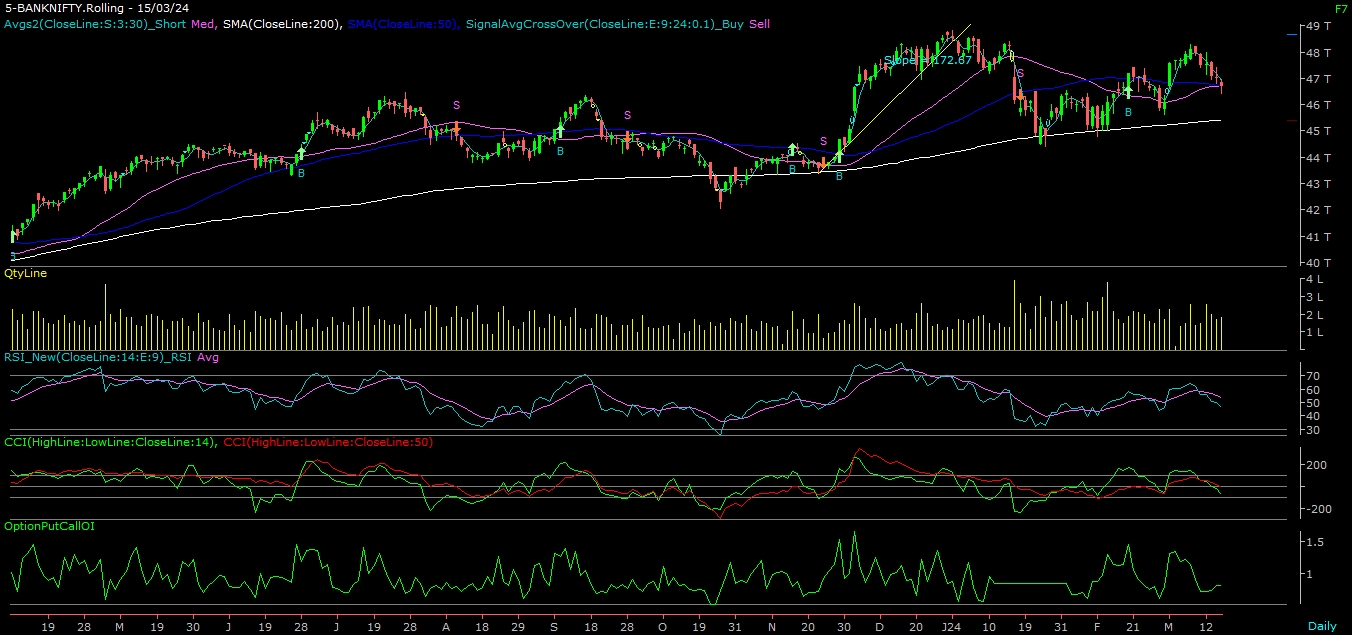 5-BANKNIFTY.Rolling - 15/03/24
F7
Avgs2(CloseLine:S:3:30)_Short Med, SMA(CloseLine:200), SMA(CloseLine:50), SignalAvgCrossOver(CloseLine:E:9:24:0.1)_Buy Sell
49 T
48 T
47 T
46 T
45 T
44 T
43 T
42 T
41 T
40 T
S
S
S
S
B
B
B
B
B
QtyLine
4 L
3 L
2 L
1 L
RSI_New(CloseLine:14:E:9)_RSI Avg
70
60
50
40
30
CCI(HighLine:LowLine:CloseLine:14), CCI(HighLine:LowLine:CloseLine:50)
200
-200
OptionPutCallOI
1.5
1
19 28 M 19 30 J 19 28 J 19 28 A 18 29 S 18 28 O 19 31 N 20 30 D 20 J24 10 19 31 F 21 M 12
Daily